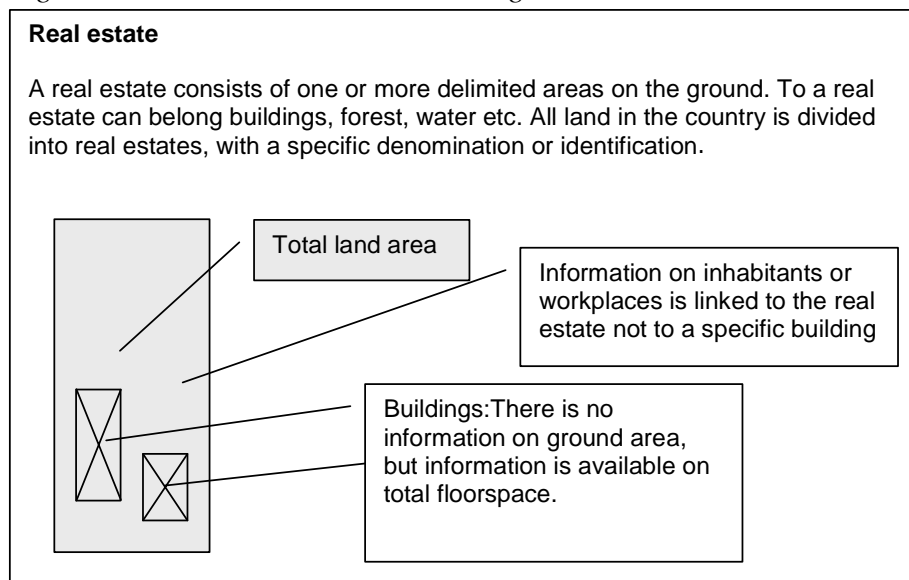 Real estate
A real estate consists of one or more delimited areas on the ground. To a real
estate can belong buildings, forest, water etc. All land in the country is divided
into real estates, with a specific denomination or identification.
Total land area
Information on inhabitants or
workplaces is linked to the real
estate not to a specific building
Buildings:There is no
information on ground area,
but information is available on
total floorspace.